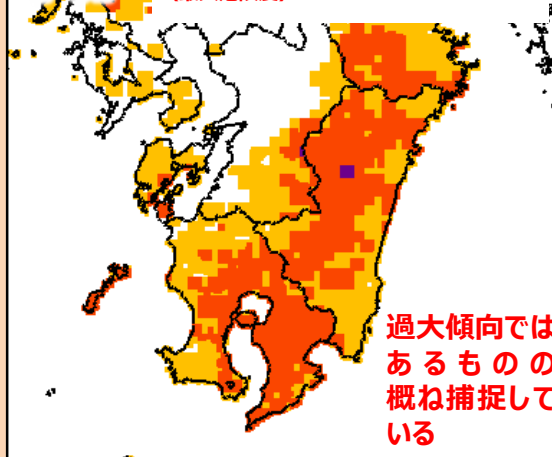 過大傾向では
あるものの
概ね捕捉して
いる